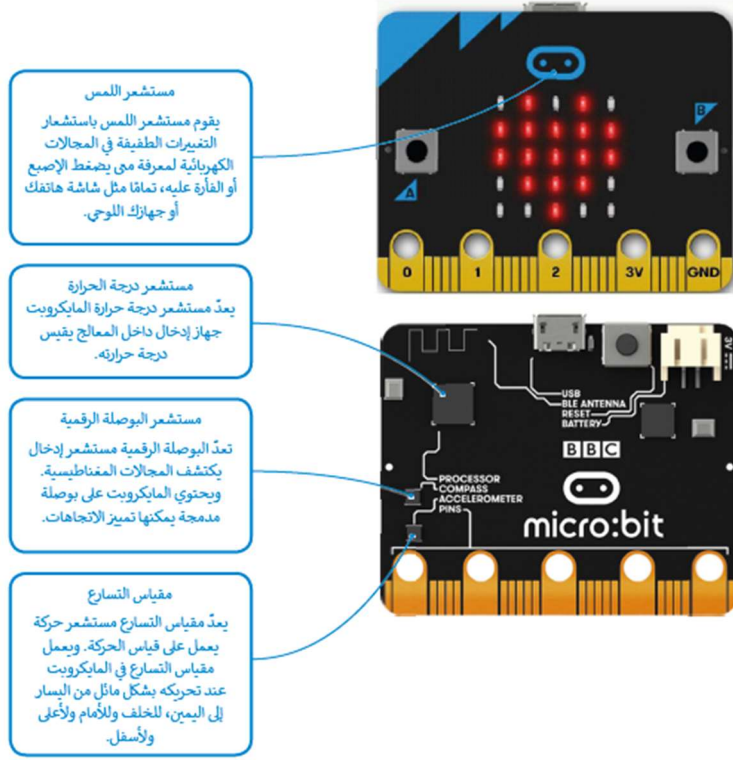 مستشعر اللمس
يقوم مستشعر اللمس باستشعار
التغييرات الطفيفة في المجالات
الكهربائية لمعرفة متى يضغط الإصبع
أو الفأرة عليه، تمامًا مثل شاشة هاتفك
أو جهازك اللوحي.
مستشعر درجة الحرارة
يعدّ مستشعر درجة حرارة المايكروبت
جهاز إدخال داخل المعالج يقيس
درجة حرارته.
مستشعر البوصلة الرقمية
تعدّ البوصلة الرقمية مستشعر إدخال
يكتشف المجالات المغناطيسية.
ويحتوي المايكروبت على بوصلة
مدمجة يمكنها تمييز الاتجاهات.
مقياس التسارع
يعدّ مقياس التسارع مستشعر حركة
يعمل على قياس الحركة. ويعمل
مقياس التسارع في المايكروبت
عند تحريكه بشكل مائل من اليسار
إلى اليمين، للخلف وللأمام ولأعلى
ولأسفل.
A
B
0 1 2 3V GND
3V
USB
BLE ANTENNA
RESET
BATTERY
BBC
PROCESSOR
COMPASS
ACCELEROMETER
PINS
micro:bit